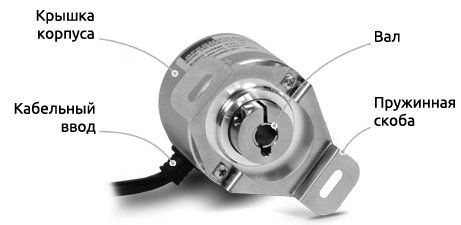 Крышка
корпуса
Вал
Кабельный
ввод
Пружинная
скоба